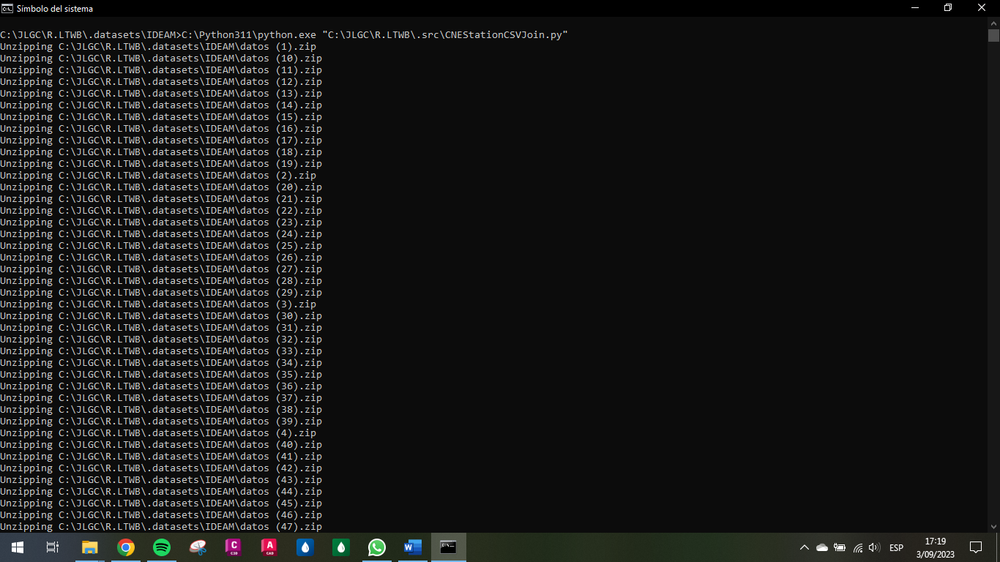 Símbolo del sistema
C:\JLGC\R.LTWB\.datasets\IDEAM>C:\Python311\python.exe "C:\JLGC\R.LTWB\.src\CNEStationCSVJoin.py"
Unzipping C:\JLGC\R.LTWB\.datasets\IDEAM\datos (1).zip
Unzipping C:\JLGC\R.LTWB\.datasets\IDEAM\datos (10).zip
Unzipping C:\JLGC\R.LTWB\.datasets\IDEAM\datos (11).zip
Unzipping C:\JLGC\R.LTWB\.datasets\IDEAM\datos (12).zip
Unzipping C:\JLGC\R.LTWB\.datasets\IDEAM\datos (13).zip
Unzipping C:\JLGC\R.LTWB\.datasets\IDEAM\datos (14).zip
Unzipping C:\JLGC\R.LTWB\.datasets\IDEAM\datos (15).zip
Unzipping C:\JLGC\R.LTWB\.datasets\IDEAM\datos (16).zip
Unzipping C:\JLGC\R.LTWB\.datasets\IDEAM\datos (17).zip
Unzipping C:\JLGC\R.LTWB\.datasets\IDEAM\datos (18).zip
Unzipping C:\JLGC\R.LTWB\.datasets\IDEAM\datos (19).zip
Unzipping C:\JLGC\R.LTWB\.datasets\IDEAM\datos (2).zip
Unzipping C:\JLGC\R.LTWB\.datasets\IDEAM\datos (20).zip
Unzipping C:\JLGC\R.LTWB\.datasets\IDEAM\datos (21).zip
Unzipping C:\JLGC\R.LTWB\.datasets\IDEAM\datos (22).zip
Unzipping C:\JLGC\R.LTWB\.datasets\IDEAM\datos (23).zip
Unzipping C:\JLGC\R.LTWB\.datasets\IDEAM\datos (24).zip
Unzipping C:\JLGC\R.LTWB\.datasets\IDEAM\datos (25).zip
Unzipping C:\JLGC\R.LTWB\.datasets\IDEAM\datos (26).zip
Unzipping C:\JLGC\R.LTWB\.datasets\IDEAM\datos (27).zip
Unzipping C:\JLGC\R.LTWB\.datasets\IDEAM\datos (28).zip
Unzipping C:\JLGC\R.LTWB\.datasets\IDEAM\datos (29).zip
Unzipping C:\JLGC\R.LTWB\.datasets\IDEAM\datos (3).zip
Unzipping C:\JLGC\R.LTWB\.datasets\IDEAM\datos (30).zip
Unzipping C:\JLGC\R.LTWB\.datasets\IDEAM\datos (31).zip
Unzipping C:\JLGC\R.LTWB\.datasets\IDEAM\datos (32).zip
Unzipping C:\JLGC\R.LTWB\.datasets\IDEAM\datos (33).zip
Unzipping C:\JLGC\R.LTWB\.datasets\IDEAM\datos (34).zip
Unzipping C:\JLGC\R.LTWB\.datasets\IDEAM\datos (35).zip
Unzipping C:\JLGC\R.LTWB\.datasets\IDEAM\datos (36).zip
Unzipping C:\JLGC\R.LTWB\.datasets\IDEAM\datos (37).zip
Unzipping C:\JLGC\R.LTWB\.datasets\IDEAM\datos (38).zip
Unzipping C:\JLGC\R.LTWB\.datasets\IDEAM\datos (39).zip
Unzipping C:\JLGC\R.LTWB\.datasets\IDEAM\datos (4).zip
Unzipping C:\JLGC\R.LTWB\.datasets\IDEAM\datos (40).zip
Unzipping C:\JLGC\R.LTWB\.datasets\IDEAM\datos (41).zip
Unzipping C:\JLGC\R.LTWB\.datasets\IDEAM\datos (42).zip
Unzipping C:\JLGC\R.LTWB\.datasets\IDEAM\datos (43).zip
Unzipping C:\JLGC\R.LTWB\.datasets\IDEAM\datos (44).zip
Unzipping C:\JLGC\R.LTWB\.datasets\IDEAM\datos (45).zip
Unzipping C:\JLGC\R.LTWB\.datasets\IDEAM\datos (46).zip
Unzipping C:\JLGC\R.LTWB\.datasets\IDEAM\datos (47).zip
C
C3D
A
CAD
W
ESP
17:19
3/09/2023